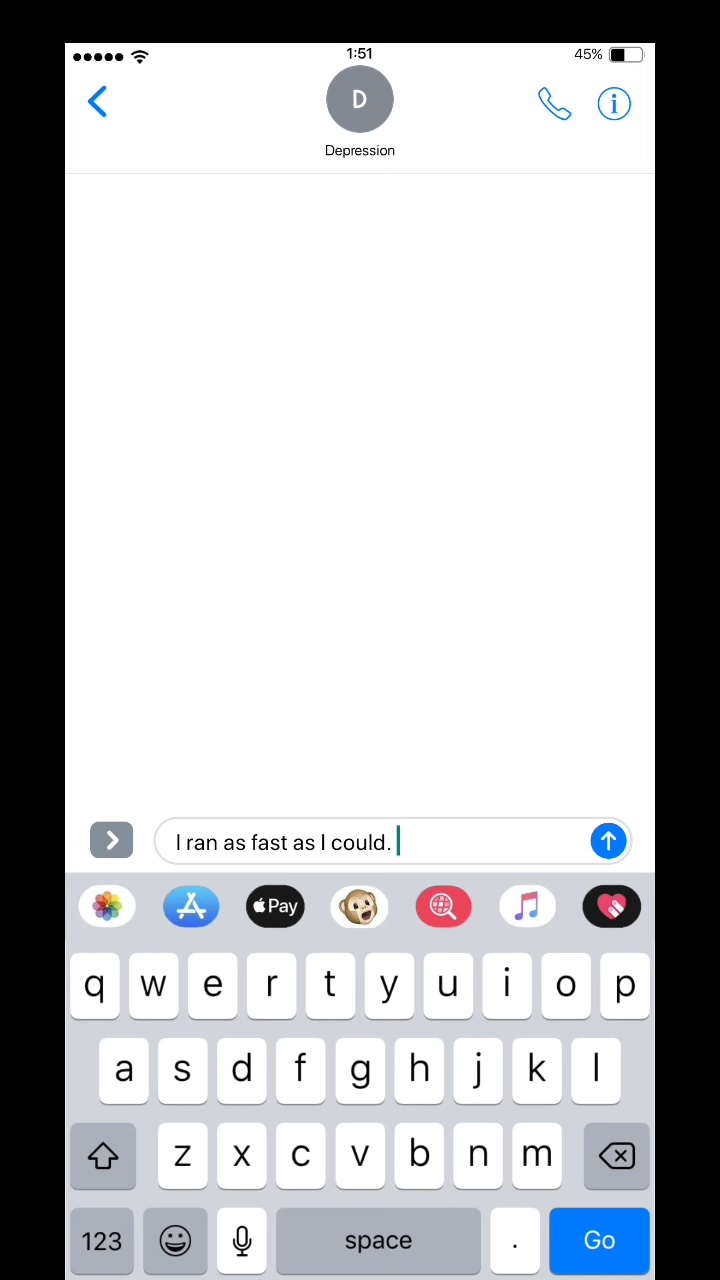 1:51
45%
D
Depression
I ran as fast as I could.
Pay
q w e r t y u i o p
a s d f g h j k l
z x c v b n m
123 space . Go